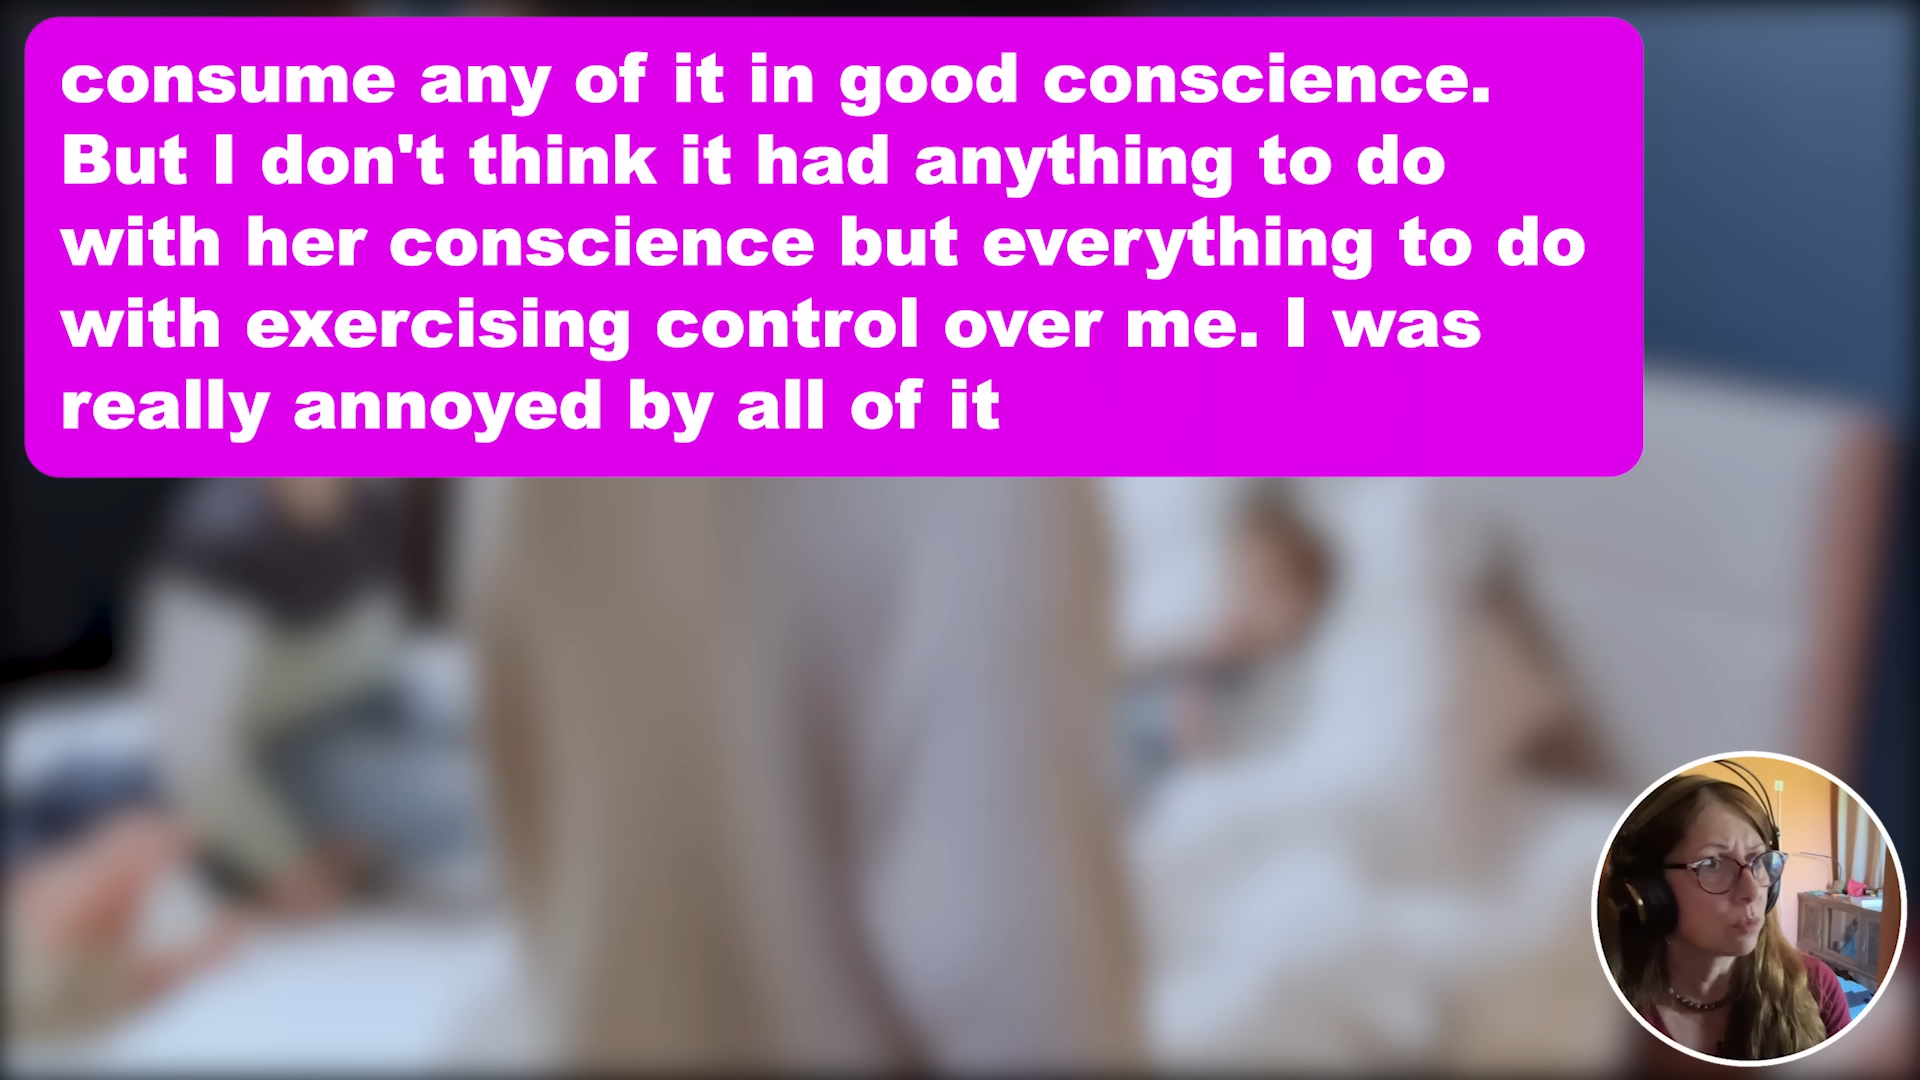 consume any of it in good conscience.
But I don't think it had anything to do
with her conscience but everything to do
with exercising control over me. I was
really annoyed by all of it